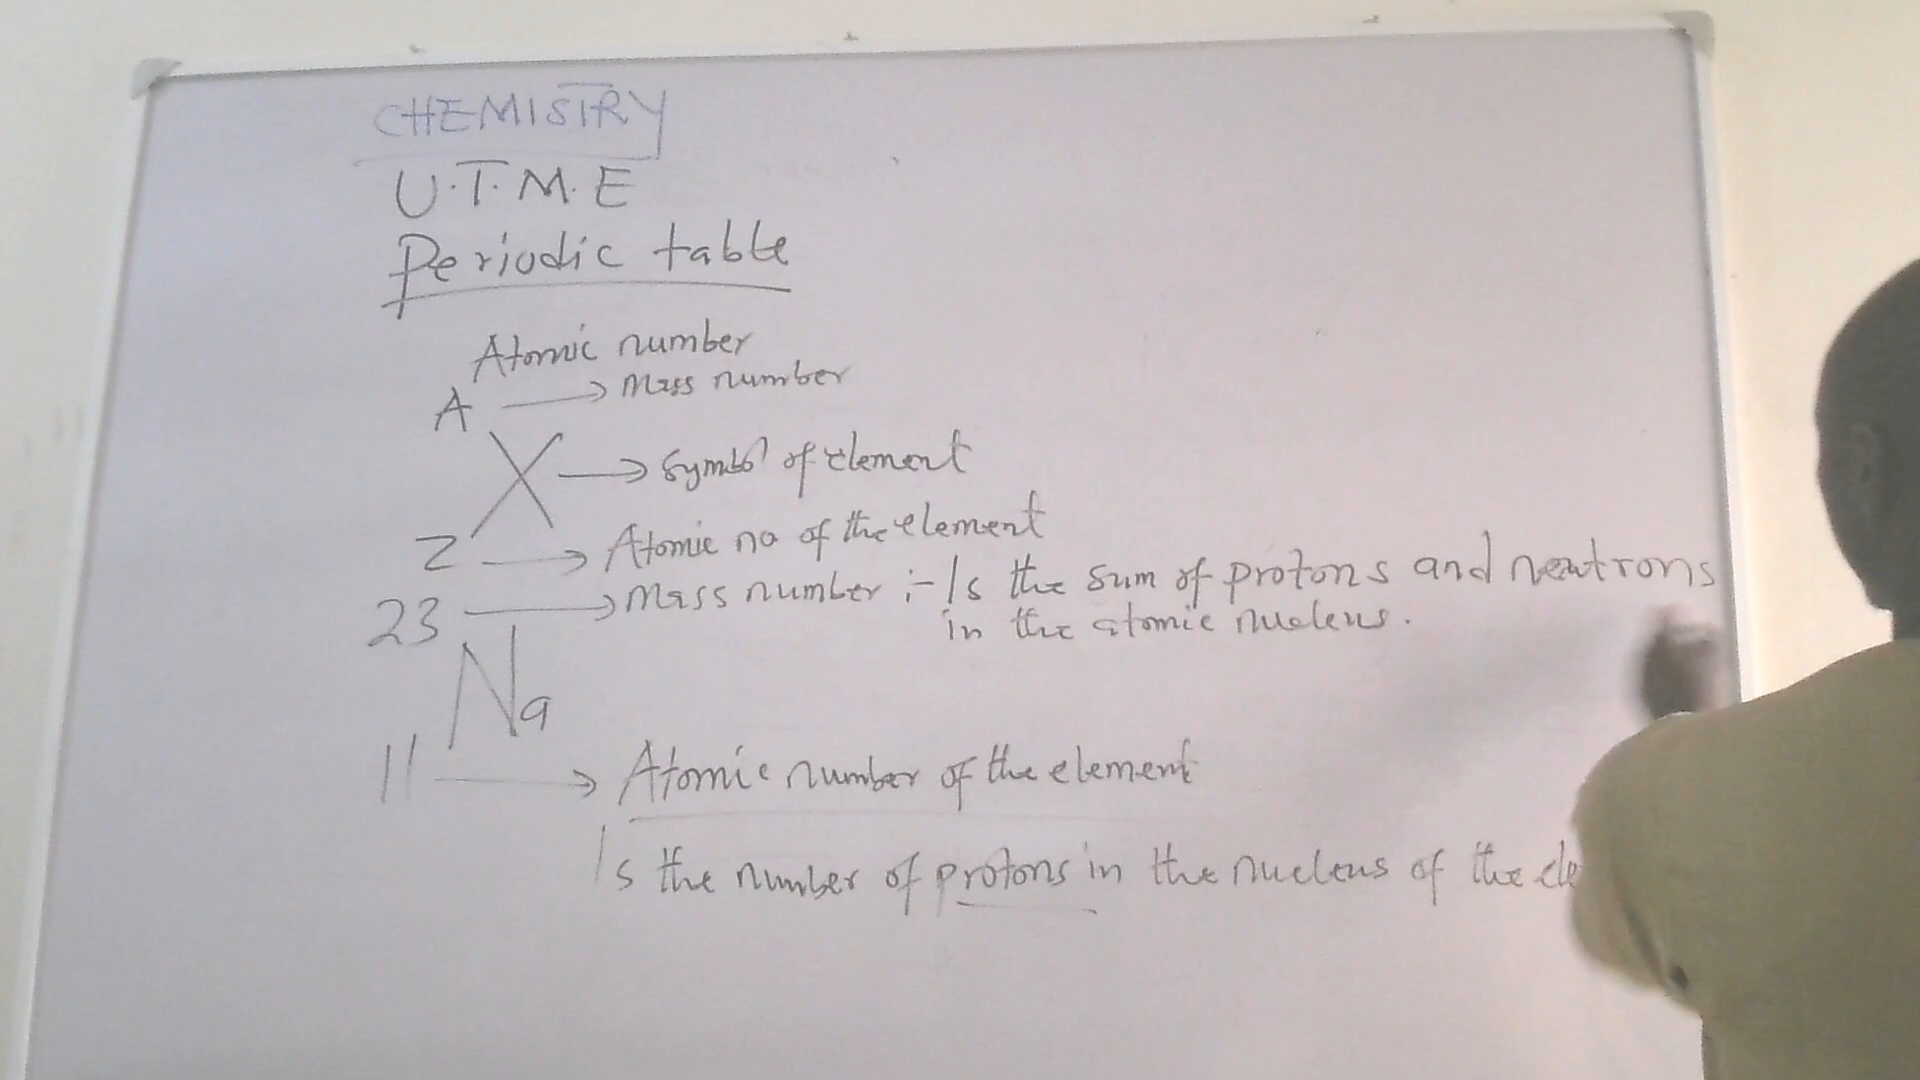 CHEMISTRY
U.T.M.E
Periodic table
Atomic number
A → Mass number
X → Symbol of element
Z → Atomic no of the element
23 → Mass number :- Is the sum of protons and neutrons
in the atomic nucleus.
Na
11 → Atomic number of the element
Is the number of protons in the nucleus of the ele